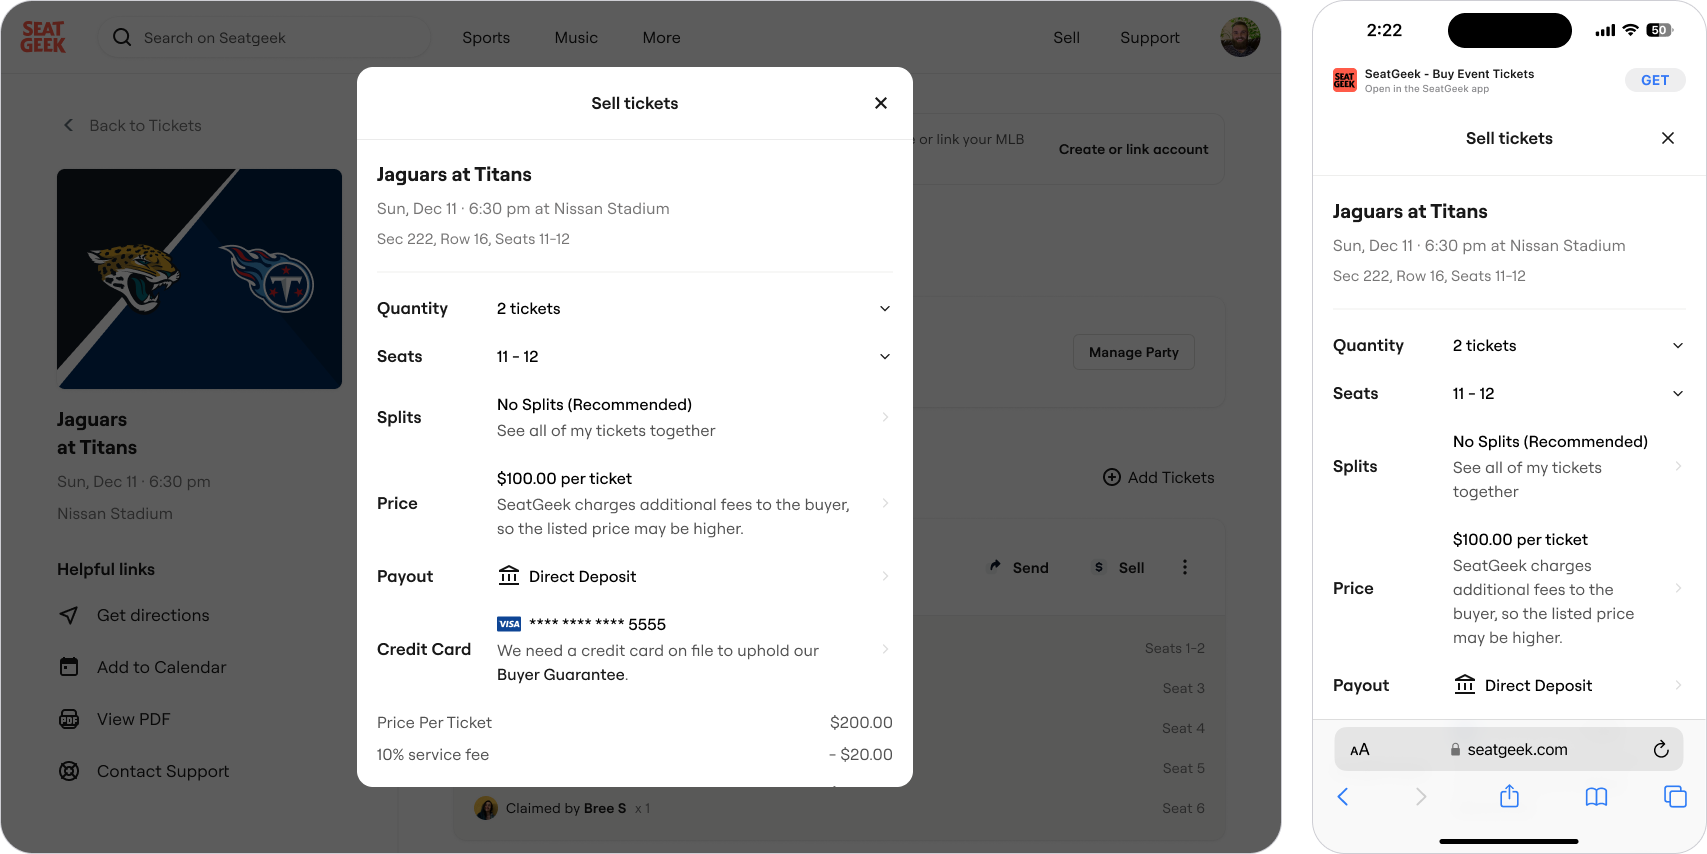 SEAT
GEEK
Search on Seatgeek
Sports
Music
More
Sell
Support
Back to Tickets
Jaguars
at Titans
Sun, Dec 11 · 6:30 pm
Nissan Stadium
Helpful links
Get directions
Add to Calendar
PDF
View PDF
Contact Support
or link your MLB
Create or link account
Manage Party
Add Tickets
Send
$
Sell
Seats 1-2
Seat 3
Seat 4
Seat 5
Claimed by Bree S x 1
Seat 6
Sell tickets
Jaguars at Titans
Sun, Dec 11 · 6:30 pm at Nissan Stadium
Sec 222, Row 16, Seats 11-12
Quantity
2 tickets
Seats
11 - 12
Splits
No Splits (Recommended)
See all of my tickets together
Price
$100.00 per ticket
SeatGeek charges additional fees to the buyer,
so the listed price may be higher.
Payout
Direct Deposit
Credit Card
VISA **** **** **** 5555
We need a credit card on file to uphold our
Buyer Guarantee.
Price Per Ticket
$200.00
10% service fee
- $20.00
2:22
50
SEAT
GEEK
SeatGeek - Buy Event Tickets
Open in the SeatGeek app
GET
Sell tickets
Jaguars at Titans
Sun, Dec 11 · 6:30 pm at Nissan Stadium
Sec 222, Row 16, Seats 11-12
Quantity
2 tickets
Seats
11 - 12
Splits
No Splits (Recommended)
See all of my tickets
together
Price
$100.00 per ticket
SeatGeek charges
additional fees to the
buyer, so the listed price
may be higher.
Payout
Direct Deposit
AA
seatgeek.com